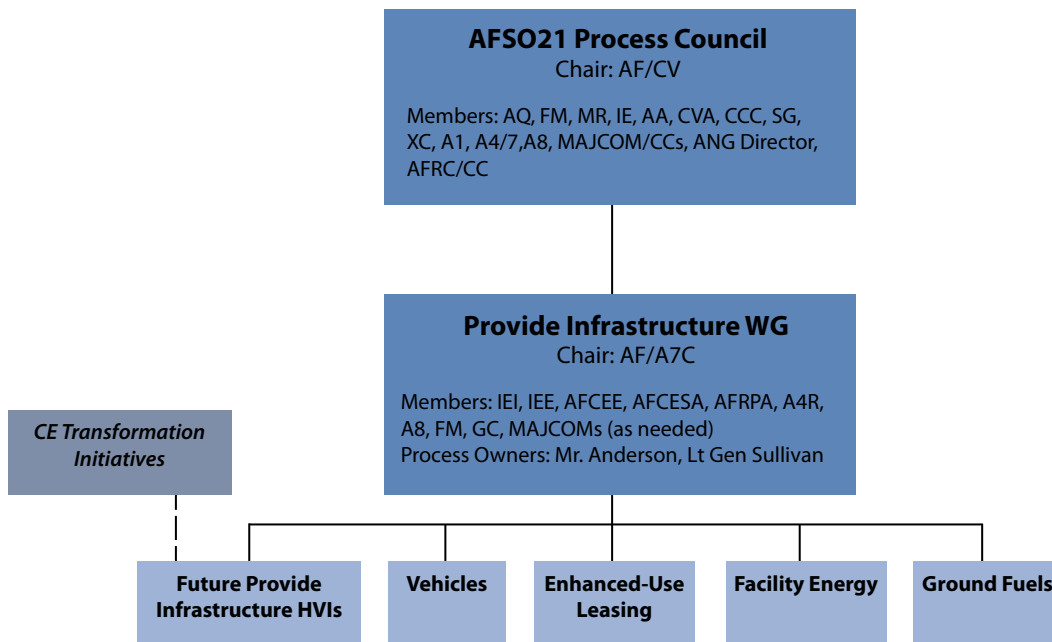 AFSO21 Process Council
Chair: AF/CV
Members: AQ, FM, MR, IE, AA, CVA, CCC, SG,
XC, A1, A4/7,A8, MAJCOM/CCs, ANG Director,
AFRC/CC
Provide Infrastructure WG
Chair: AF/A7C
Members: IEI, IEE, AFCEE, AFCESA, AFRPA, A4R,
A8, FM, GC, MAJCOMs (as needed)
Process Owners: Mr. Anderson, Lt Gen Sullivan
CE Transformation
Initiatives
Future Provide
Infrastructure HVIs
Vehicles
Enhanced-Use
Leasing
Facility Energy
Ground Fuels